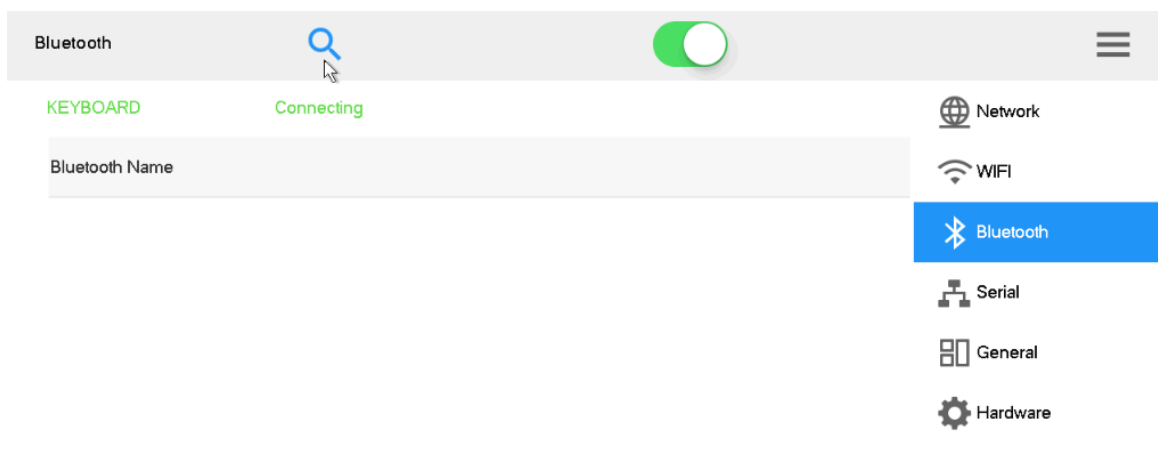 Bluetooth
KEYBOARD Connecting
Bluetooth Name
Network
WIFI
Bluetooth
Serial
General
Hardware